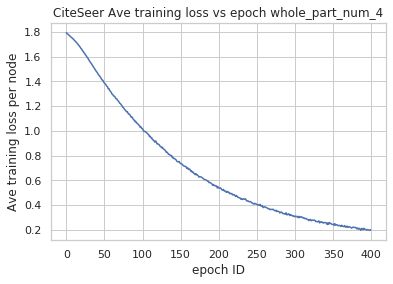 CiteSeer Ave training loss vs epoch whole_part_num_4
Ave training loss per node
1.8
1.6
1.4
1.2
1.0
0.8
0.6
0.4
0.2
0 50 100 150 200 250 300 350 400
epoch ID